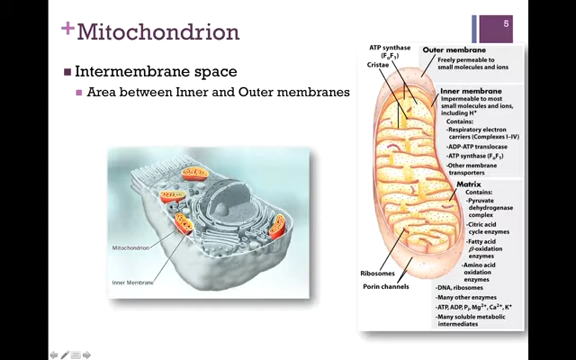 5
+Mitochondrion
Intermembrane space
Area between Inner and Outer membranes
Mitochondrion
Inner Membrane
ATP synthase
(FₒF₁)
Cristae
Outer membrane
Freely permeable to
small molecules and ions
Inner membrane
Impermeable to most
small molecules and ions,
including H⁺
Contains:
•Respiratory electron
carriers (Complexes I–IV)
•ADP-ATP translocase
•ATP synthase (FₒF₁)
•Other membrane
transporters
Matrix
Contains:
•Pyruvate
dehydrogenase
complex
•Citric acid
cycle enzymes
•Fatty acid
β-oxidation
enzymes
•Amino acid
oxidation
enzymes
•DNA, ribosomes
•Many other enzymes
•ATP, ADP, Pᵢ, Mg²⁺, Ca²⁺, K⁺
•Many soluble metabolic
intermediates
Ribosomes
Porin channels